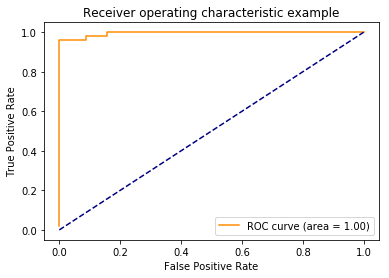 Receiver operating characteristic example
1.0
0.8
0.6
0.4
0.2
0.0
True Positive Rate
ROC curve (area = 1.00)
0.0 0.2 0.4 0.6 0.8 1.0
False Positive Rate